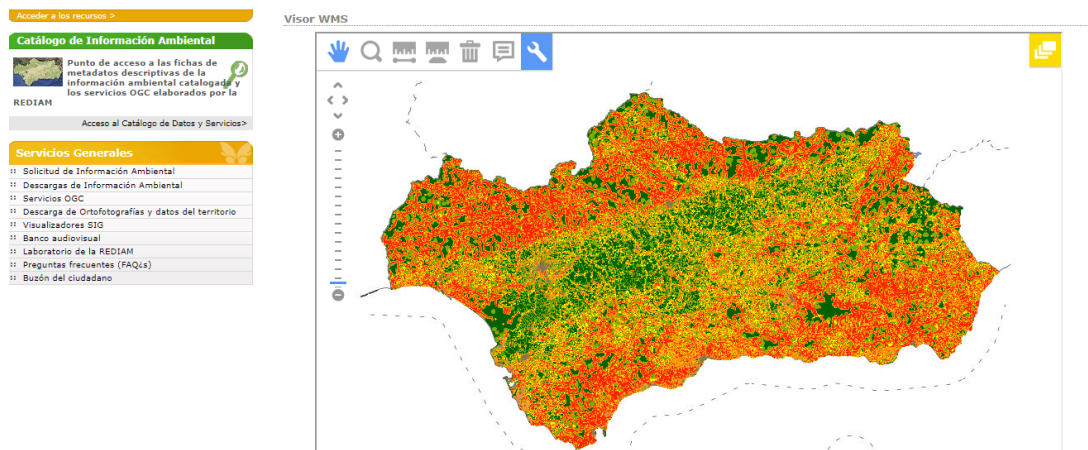 Acceder a los recursos >
Catálogo de Información Ambiental
Punto de acceso a las fichas de
metadatos descriptivas de la
información ambiental catalogada y
los servicios OGC elaborados por la
REDIAM
Acceso al Catálogo de Datos y Servicios>
Servicios Generales
Solicitud de Información Ambiental
Descargas de Información Ambiental
Servicios OGC
Descarga de Ortofotografías y datos del territorio
Visualizadores SIG
Banco audiovisual
Laboratorio de la REDIAM
Preguntas frecuentes (FAQ¿s)
Buzón del ciudadano
Visor WMS